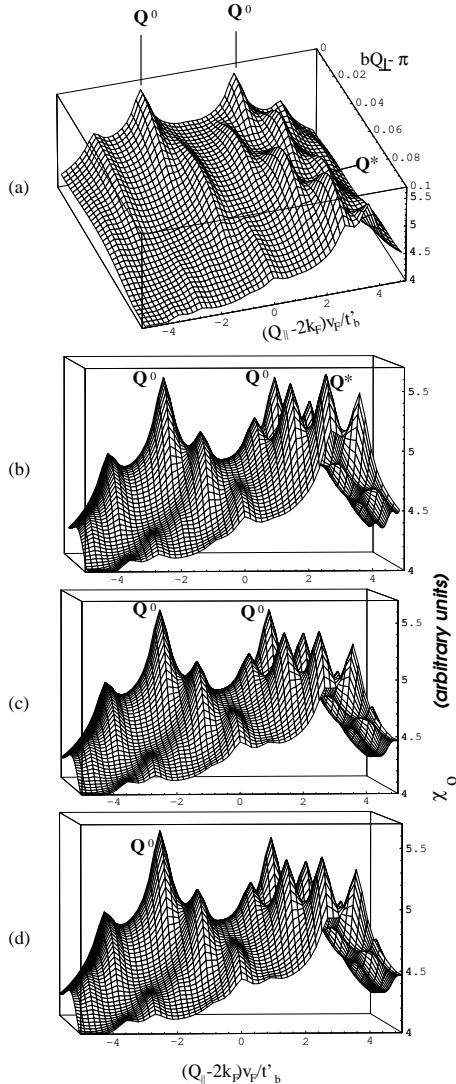 Q⁰ Q⁰
bQ⊥- π
0
0.02
0.04
0.06
0.08
0.1
Q*
(a)
5.5
5
4.5
4
-4 -2 0 2 4
(Q∥ -2kF)vF/t'b
Q⁰ Q⁰ Q*
(b)
5.5
5
4.5
4
-4 -2 0 2 4
Q⁰ Q⁰
(c)
5.5
5
4.5
4
-4 -2 0 2 4
χ₀ (arbitrary units)
Q⁰
(d)
5.5
5
4.5
4
-4 -2 0 2 4
(Q∥ -2kF)vF/t'b